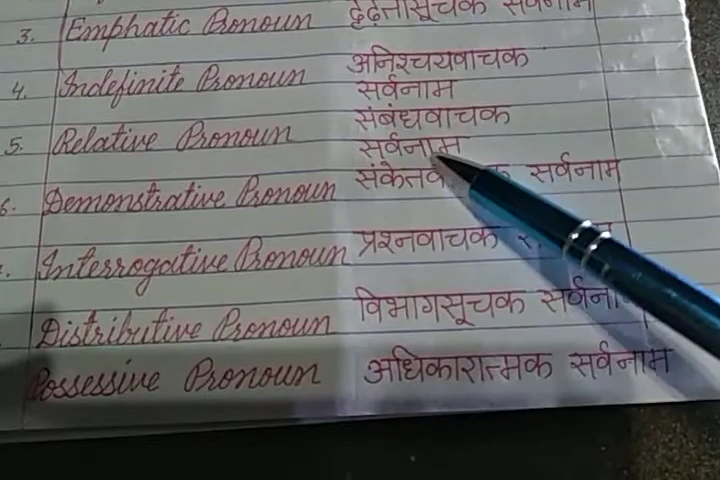 3. Emphatic Pronoun दृढ़तासूचक सर्वनाम
4. Indefinite Pronoun अनिश्चयवाचक सर्वनाम
5. Relative Pronoun संबंधवाचक सर्वनाम
6. Demonstrative Pronoun सर्वनाम
Interrogative Pronoun प्रश्नवाचक
Distributive Pronoun विभागसूचक सर्वनाम
Possessive Pronoun अधिकारात्मक सर्वनाम